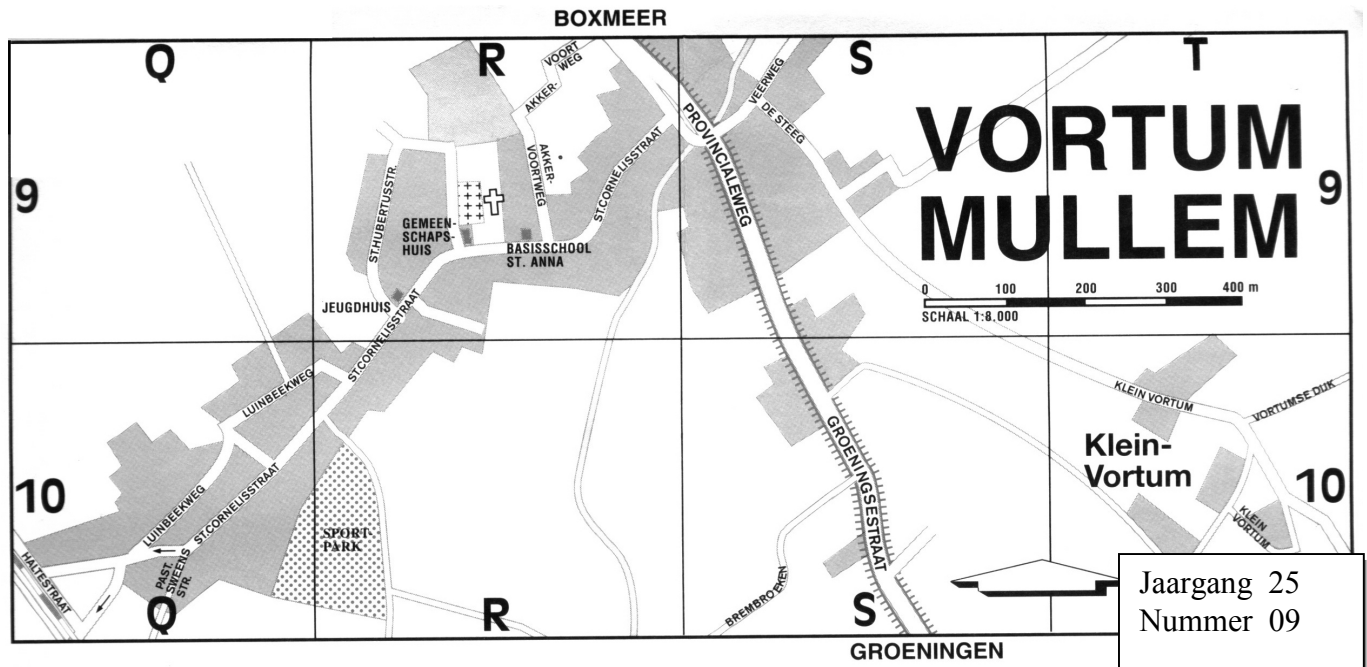 BOXMEER
Q
R
S
T
9
VOORT
WEG
AKKER-
AKKER-
VOORTWEG
ST.CORNELISSTRAAT
ST.HUBERTUSSTR.
GEMEEN-
SCHAPS-
HUIS
BASISSCHOOL
ST. ANNA
JEUGDHUIS
ST.CORNELISSTRAAT
PROVINCIALEWEG
VEERWEG
DE STEEG
VORTUM
MULLEM
9
0 100 200 300 400 m
SCHAAL 1:8.000
10
LUINBEEKWEG
LUINBEEKWEG
ST.CORNELISSTRAAT
HALTESTRAAT
PAST.
SWEENS
STR.
SPORT-
PARK
GROENINGSESTRAAT
BREMBROEKEN
KLEIN VORTUM
VORTUMSE DIJK
Klein-
Vortum
KLEIN
VORTUM
10
Q
R
S
GROENINGEN
Jaargang 25
Nummer 09